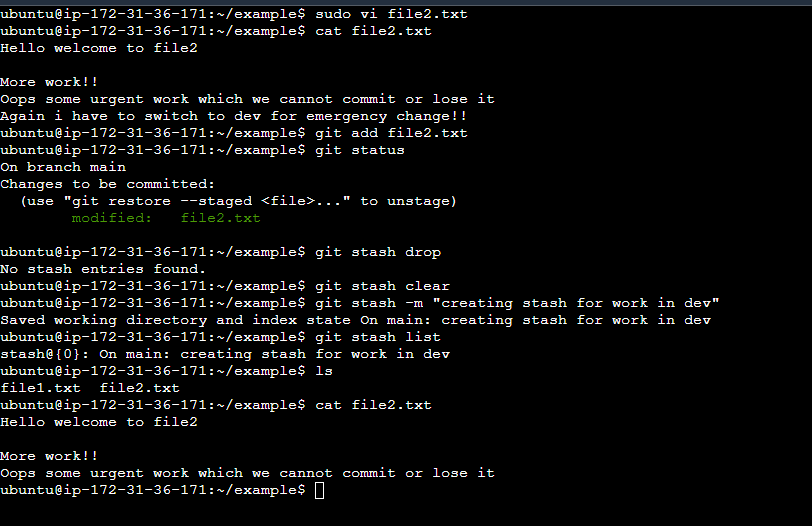 ubuntu@ip-172-31-36-171:~/example$ sudo vi file2.txt
ubuntu@ip-172-31-36-171:~/example$ cat file2.txt
Hello welcome to file2

More work!!
Oops some urgent work which we cannot commit or lose it
Again i have to switch to dev for emergency change!!
ubuntu@ip-172-31-36-171:~/example$ git add file2.txt
ubuntu@ip-172-31-36-171:~/example$ git status
On branch main
Changes to be committed:
  (use "git restore --staged <file>..." to unstage)
        modified:   file2.txt

ubuntu@ip-172-31-36-171:~/example$ git stash drop
No stash entries found.
ubuntu@ip-172-31-36-171:~/example$ git stash clear
ubuntu@ip-172-31-36-171:~/example$ git stash -m "creating stash for work in dev"
Saved working directory and index state On main: creating stash for work in dev
ubuntu@ip-172-31-36-171:~/example$ git stash list
stash@{0}: On main: creating stash for work in dev
ubuntu@ip-172-31-36-171:~/example$ ls
file1.txt  file2.txt
ubuntu@ip-172-31-36-171:~/example$ cat file2.txt
Hello welcome to file2

More work!!
Oops some urgent work which we cannot commit or lose it
ubuntu@ip-172-31-36-171:~/example$